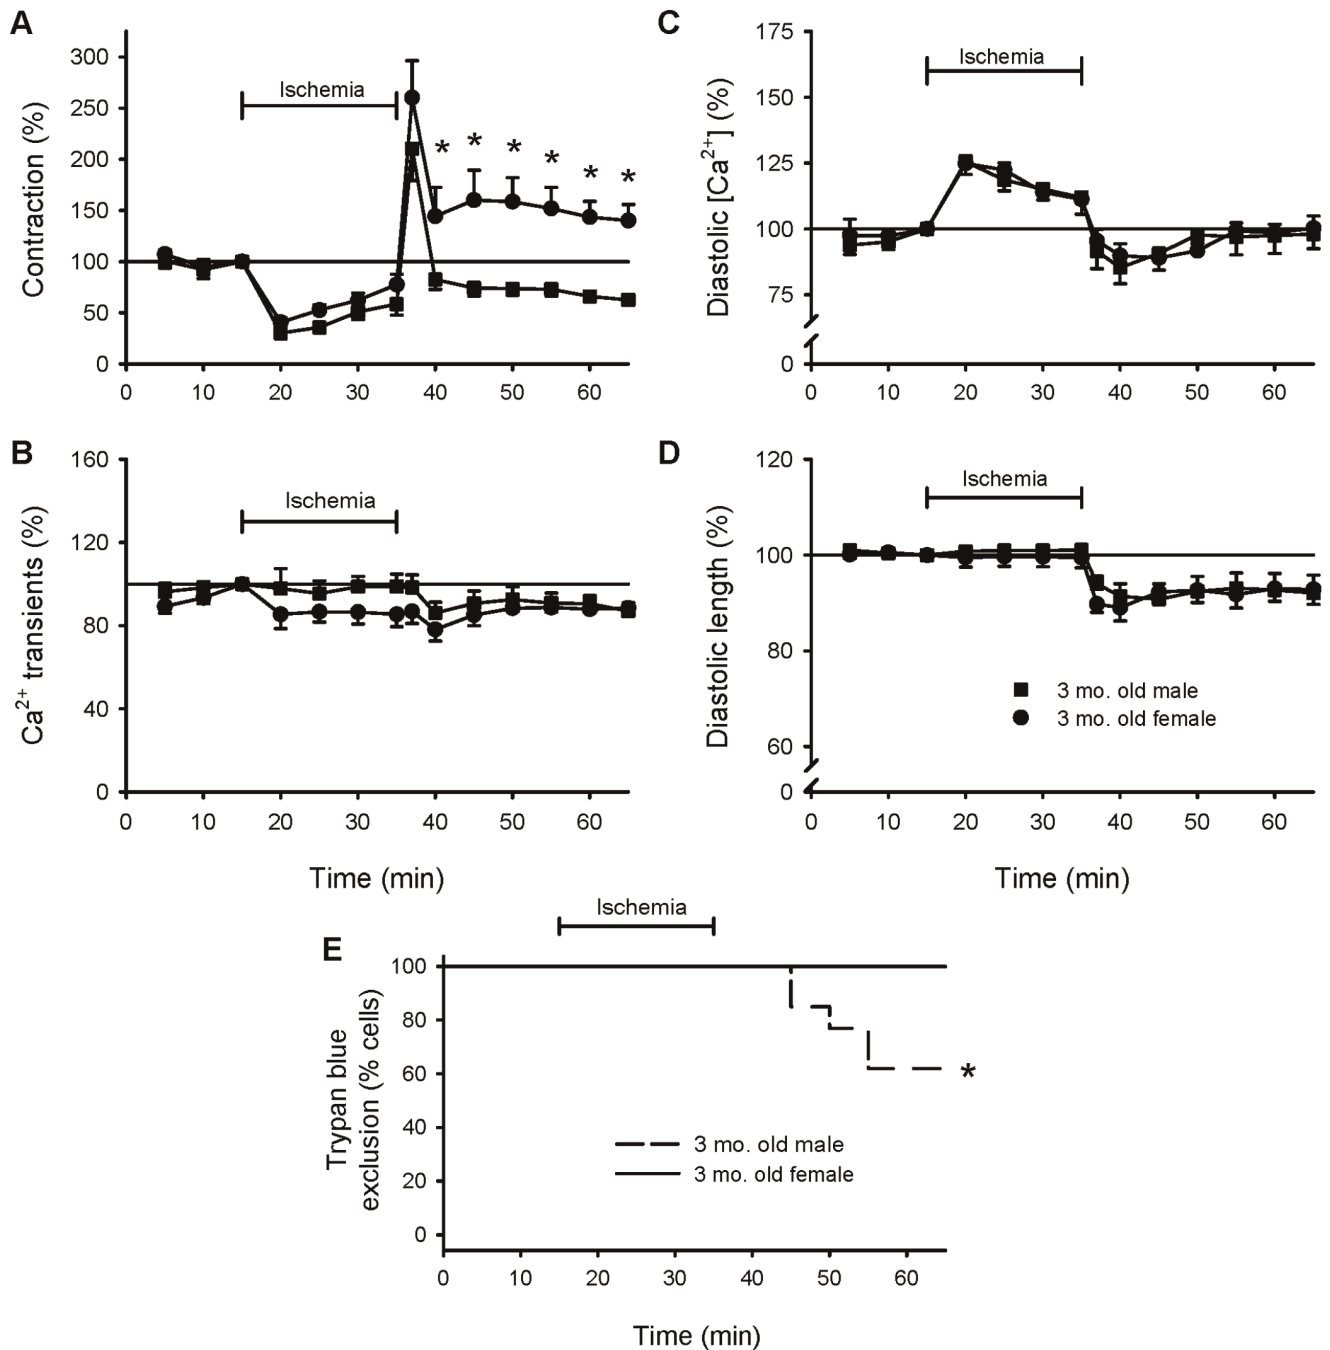 A
Contraction (%)
300
250
200
150
100
50
0
Ischemia
* * * * * *
0 10 20 30 40 50 60
C
Diastolic [Ca²⁺] (%)
175
150
125
100
75
0
Ischemia
0 10 20 30 40 50 60
B
Ca²⁺ transients (%)
160
120
80
40
0
Ischemia
0 10 20 30 40 50 60
Time (min)
D
Diastolic length (%)
120
100
80
60
0
Ischemia
3 mo. old male
3 mo. old female
0 10 20 30 40 50 60
Time (min)
Ischemia
E
Trypan blue
exclusion (% cells)
100
80
60
40
20
0
*
3 mo. old male
3 mo. old female
0 10 20 30 40 50 60
Time (min)